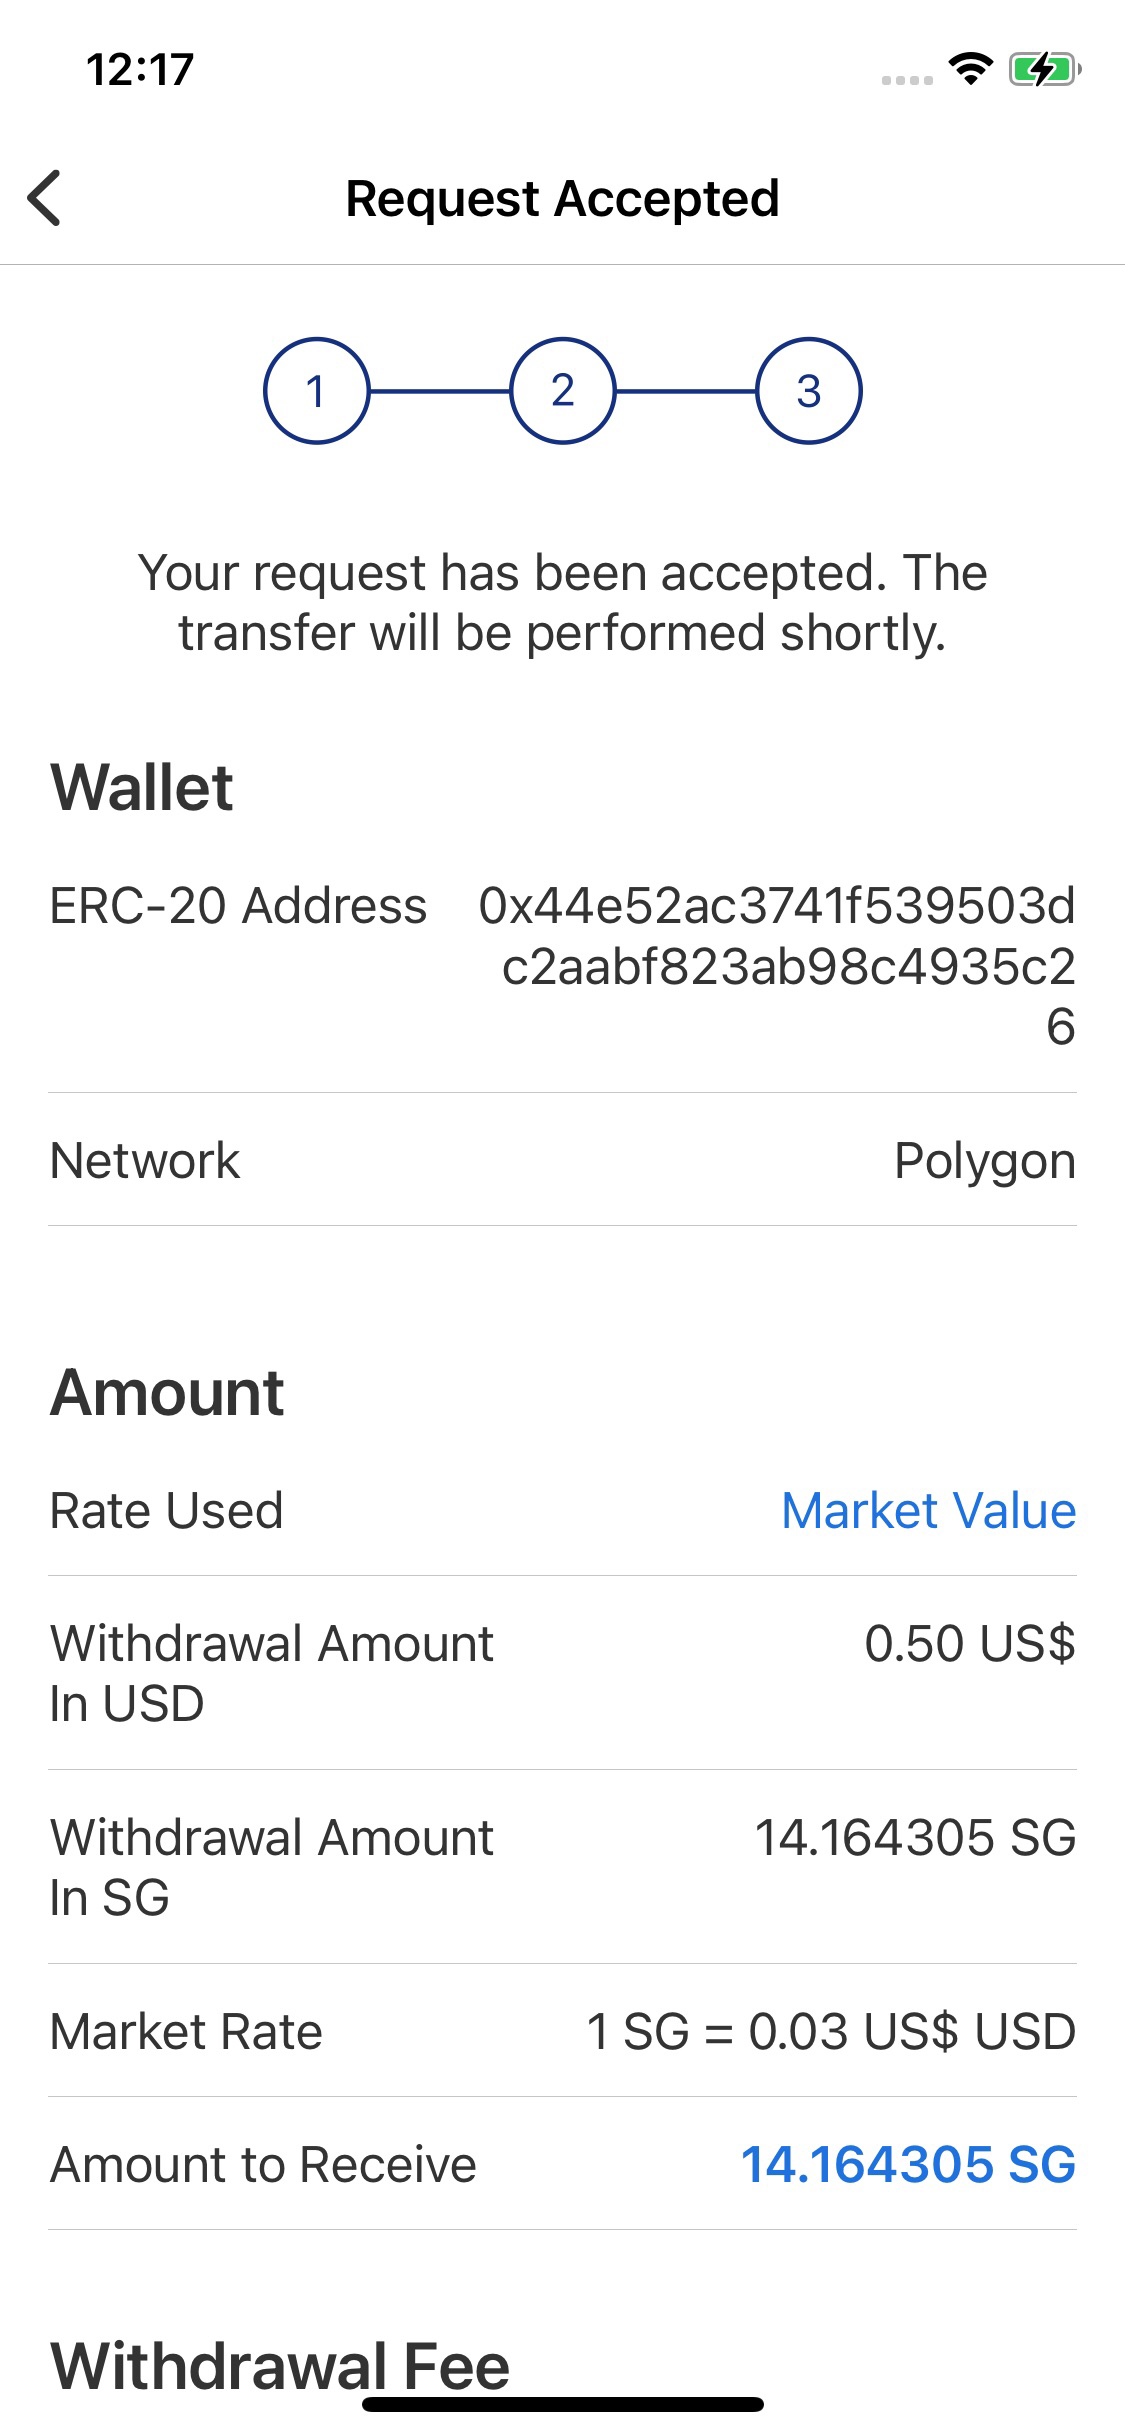 12:17
Request Accepted
1 2 3
Your request has been accepted. The
transfer will be performed shortly.
Wallet
ERC-20 Address 0x44e52ac3741f539503d
c2aabf823ab98c4935c2
6
Network Polygon
Amount
Rate Used Market Value
Withdrawal Amount 0.50 US$
In USD
Withdrawal Amount 14.164305 SG
In SG
Market Rate 1 SG = 0.03 US$ USD
Amount to Receive 14.164305 SG
Withdrawal Fee